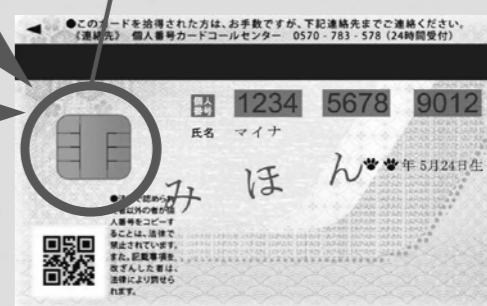 ●このカードを拾得された方は、お手数ですが、下記連絡先までご連絡ください。
《連絡先》 個人番号カードコールセンター 0570-783-578(24時間受付)
個人番号 1234 5678 9012
氏名 マイナ
年5月24日生
みほん
人番号をコピーす
ることは、法律で
禁止されています。
また、記載事項を
改ざんした者は、
法律により罰せら
れます。